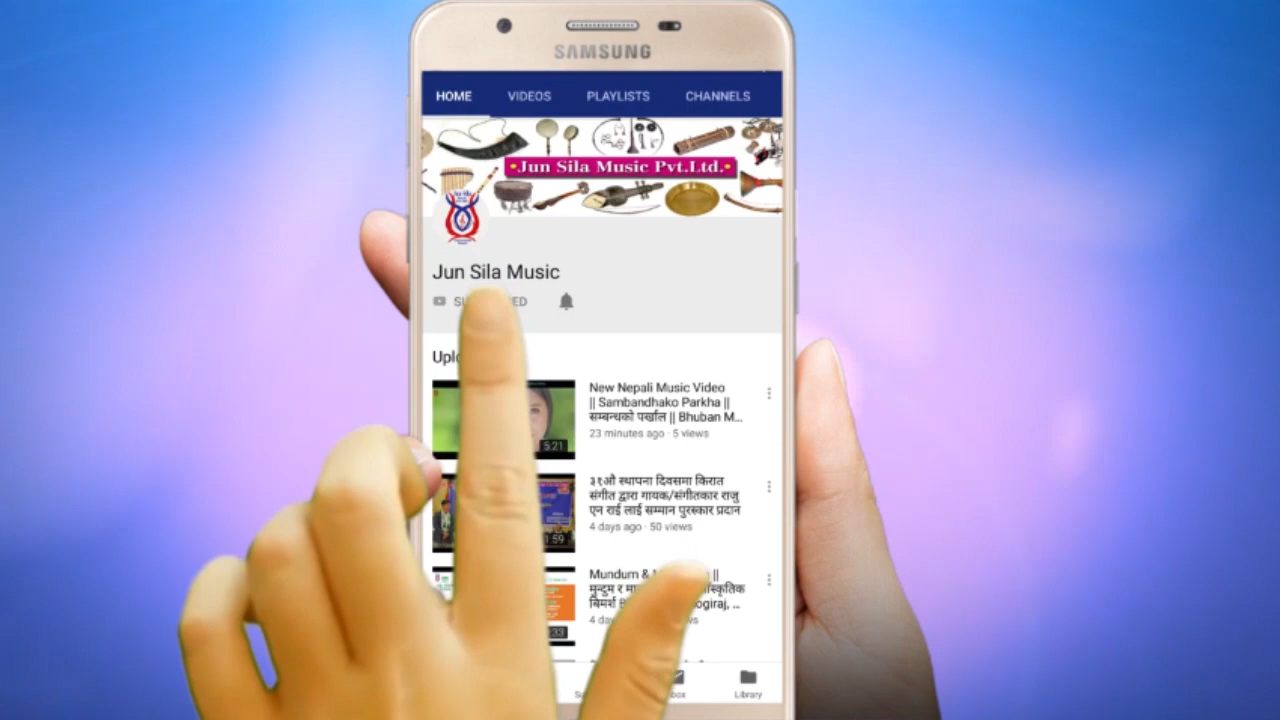 SAMSUNG
HOME VIDEOS PLAYLISTS CHANNELS
Jun Sila Music Pvt.Ltd.
Jun Sila Music
New Nepali Music Video
|| Sambandhako Parkha ||
सम्बन्धको पर्खाल || Bhuban M...
5:21
23 minutes ago · 5 views
३१औ स्थापना दिवसमा किरात
संगीत द्वारा गायक/संगीतकार राजु
एन राई लाई सम्मान पुरस्कार प्रदान
4 days ago · 50 views
Mundum & ||
मुन्दुम र
बिमर्श
Library